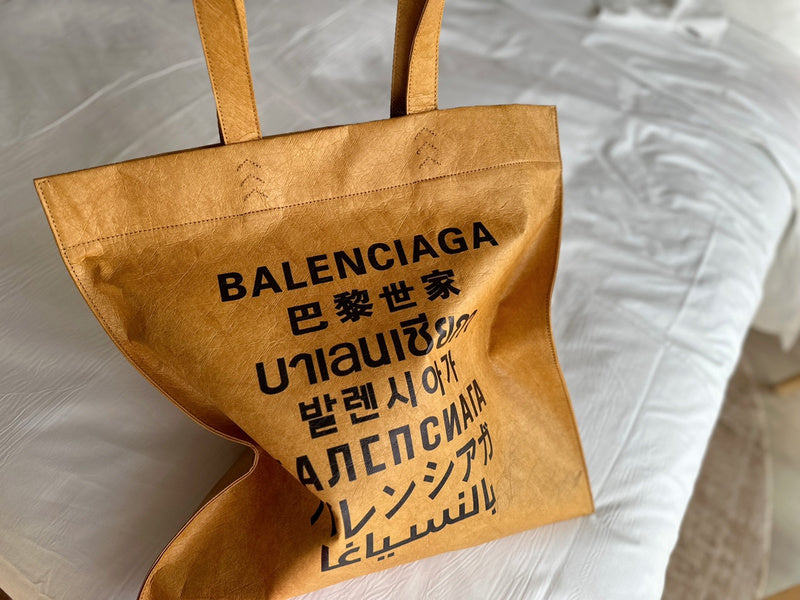 BALENCIAGA
巴黎世家
บาเลนเซียกา
발렌시아가
АЛСПСИАГА
レンシアガ
بالنسياغا